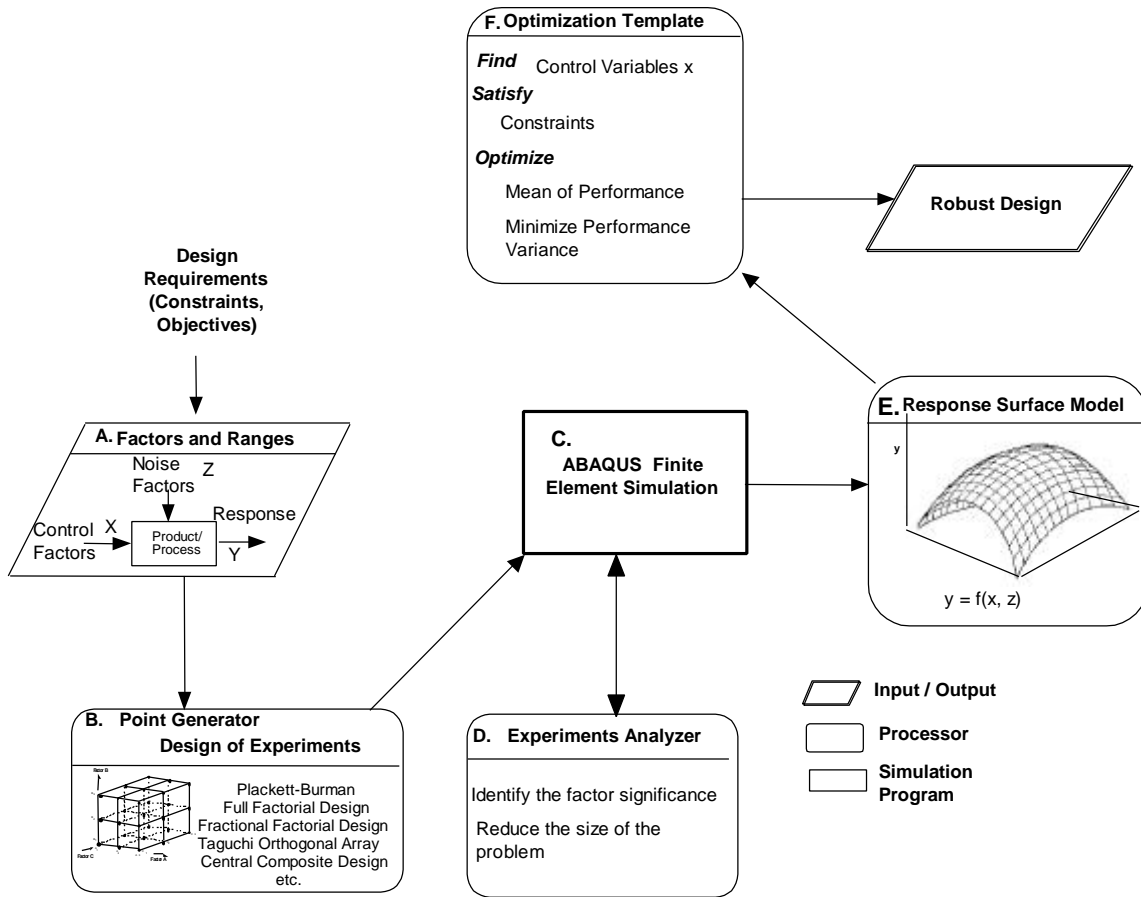 F. Optimization Template
Find Control Variables x
Satisfy
Constraints
Optimize
Mean of Performance
Minimize Performance
Variance
Robust Design
Design
Requirements
(Constraints,
Objectives)
A. Factors and Ranges
Noise
Factors
Z
Control
Factors
X
Product/
Process
Response
Y
B. Point Generator
Design of Experiments
Factor B
Factor C
Factor A
Plackett-Burman
Full Factorial Design
Fractional Factorial Design
Taguchi Orthogonal Array
Central Composite Design
etc.
C.
ABAQUS Finite
Element Simulation
D. Experiments Analyzer
Identify the factor significance
Reduce the size of the
problem
E. Response Surface Model
y
y = f(x, z)
Input / Output
Processor
Simulation
Program